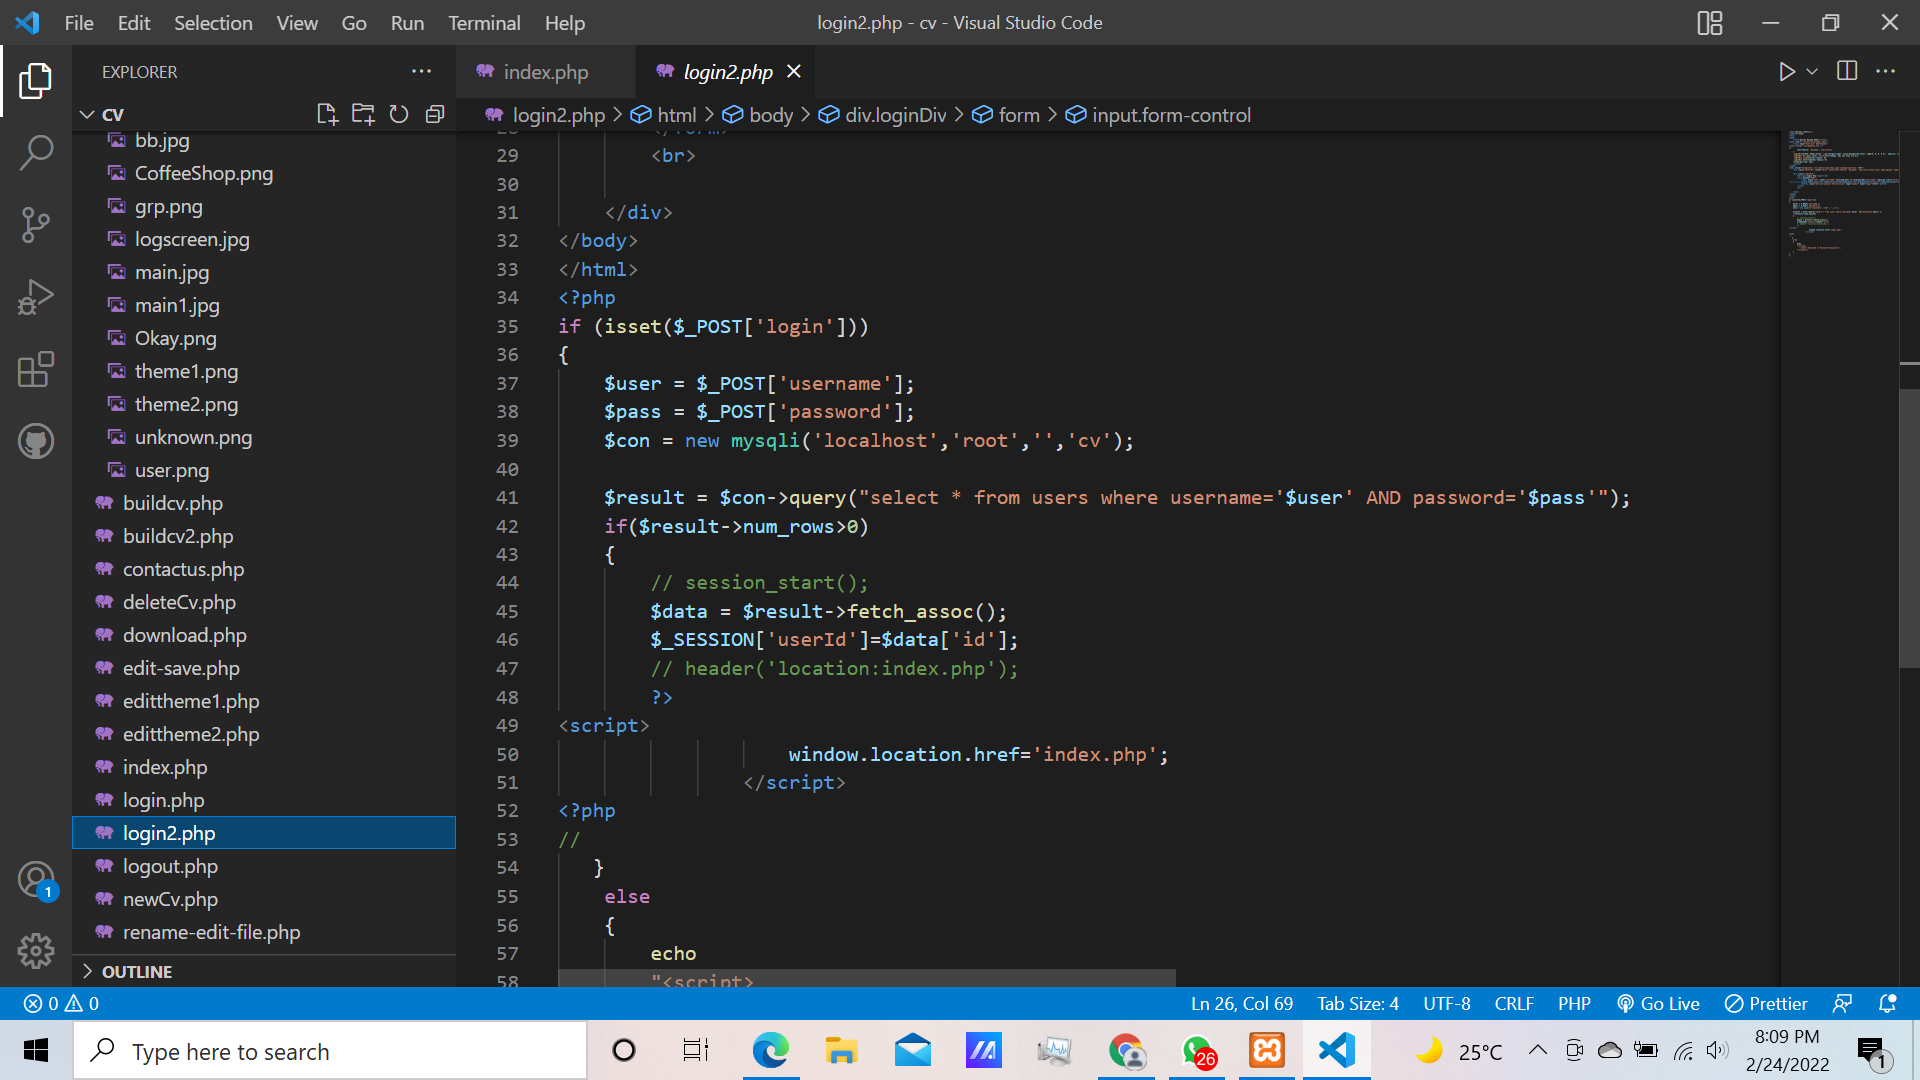 File Edit Selection View Go Run Terminal Help
login2.php - cv - Visual Studio Code
EXPLORER
CV
bb.jpg
CoffeeShop.png
grp.png
logscreen.jpg
main.jpg
main1.jpg
Okay.png
theme1.png
theme2.png
unknown.png
user.png
buildcv.php
buildcv2.php
contactus.php
deleteCv.php
download.php
edit-save.php
edittheme1.php
edittheme2.php
index.php
login.php
login2.php
logout.php
newCv.php
rename-edit-file.php
OUTLINE
1
index.php login2.php
login2.php > html > body > div.loginDiv > form > input.form-control
28 </form>
29 <br>
30
31 </div>
32 </body>
33 </html>
34 <?php
35 if (isset($_POST['login']))
36 {
37 $user = $_POST['username'];
38 $pass = $_POST['password'];
39 $con = new mysqli('localhost','root','','cv');
40
41 $result = $con->query("select * from users where username='$user' AND password='$pass'");
42 if($result->num_rows>0)
43 {
44 // session_start();
45 $data = $result->fetch_assoc();
46 $_SESSION['userId']=$data['id'];
47 // header('location:index.php');
48 ?>
49 <script>
50 window.location.href='index.php';
51 </script>
52 <?php
53 //
54 }
55 else
56 {
57 echo
58 "<script>
0 0
Ln 26, Col 69 Tab Size: 4 UTF-8 CRLF PHP Go Live Prettier
Type here to search
26
25°C
8:09 PM
2/24/2022
1